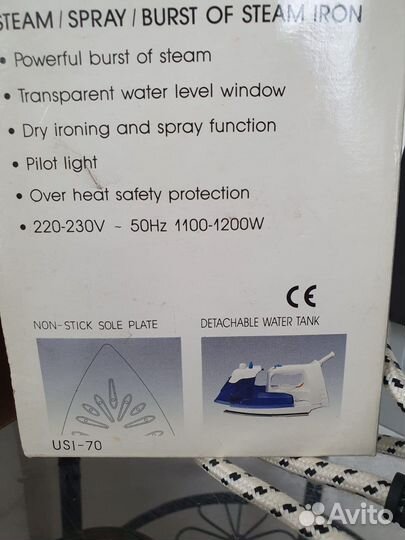 STEAM / SPRAY / BURST OF STEAM IRON
• Powerful burst of steam
• Transparent water level window
• Dry ironing and spray function
• Pilot light
• Over heat safety protection
• 220-230V ~ 50Hz 1100-1200W
CE
NON-STICK SOLE PLATE
DETACHABLE WATER TANK
USI-70
Avito